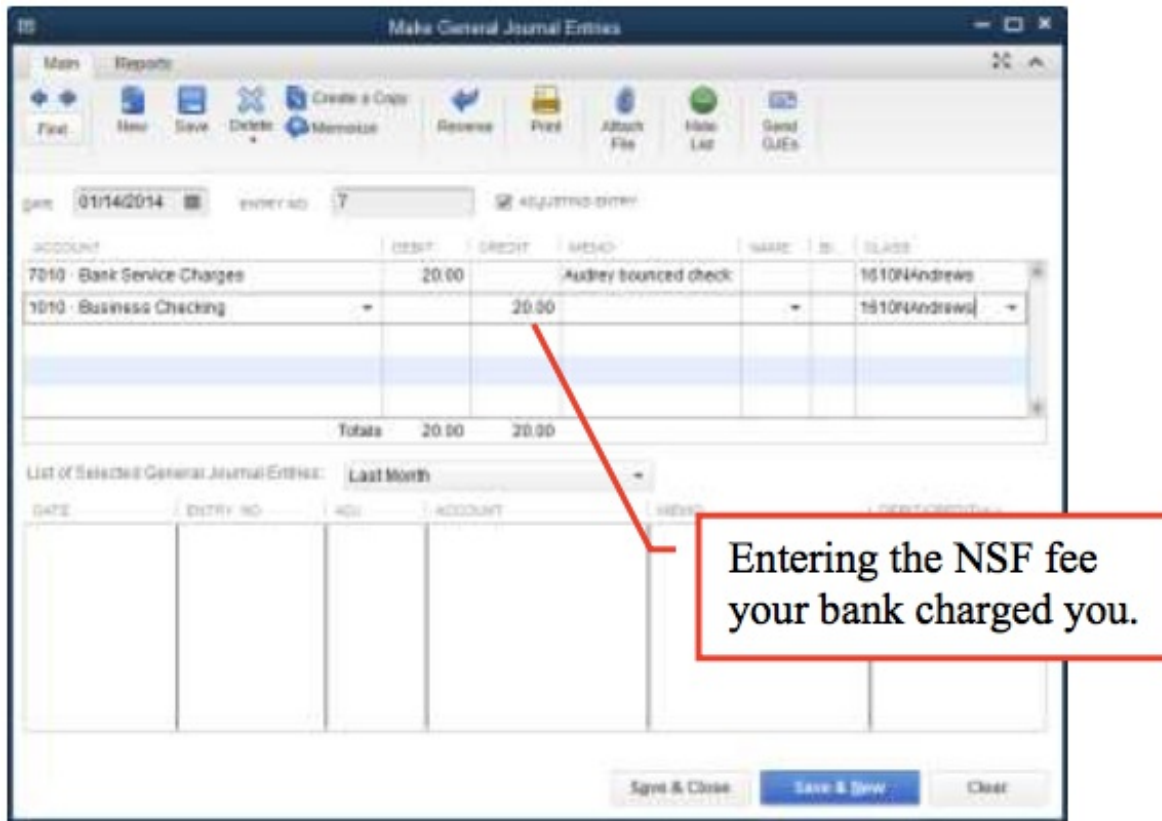 Make General Journal Entries
Main Reports
Find New Save Delete Create a Copy Memorize Reverse Print Attach File Hide List Send GJEs
DATE 01/14/2014 ENTRY NO. 7 ADJUSTING ENTRY
ACCOUNT DEBIT CREDIT MEMO NAME CLASS
7010 · Bank Service Charges 20.00 Audrey bounced check 1610NAndrews
1010 · Business Checking 20.00 1610NAndrews
Totals 20.00 20.00
List of Selected General Journal Entries: Last Month
DATE ENTRY NO. ADJ ACCOUNT MEMO
Entering the NSF fee
your bank charged you.
Save & Close Save & New Clear